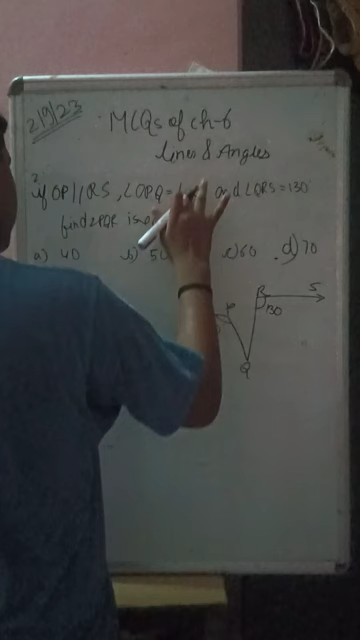 2/9/23
MCQs of ch-6
Lines & Angles
2. if OP//RS, ∠OPQ = and ∠QRS = 130
find ∠PQR is
a) 40 b) 50 c) 60 d) 70
P R 130 S
Q